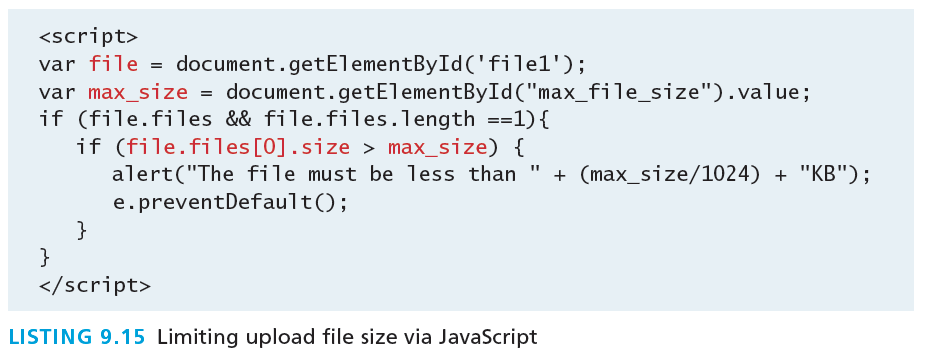 <script>
var file = document.getElementById('file1');
var max_size = document.getElementById("max_file_size").value;
if (file.files && file.files.length ==1){
if (file.files[0].size > max_size) {
alert("The file must be less than " + (max_size/1024) + "KB");
e.preventDefault();
}
}
</script>
LISTING 9.15 Limiting upload file size via JavaScript